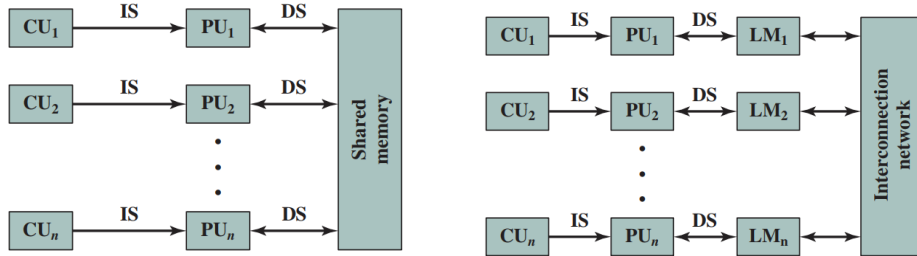 IS
DS
CU1
PU1
IS
DS
CU2
PU2
IS
DS
CUn
PUn
Shared
memory
IS
DS
CU1
PU1
LM1
IS
DS
CU2
PU2
LM2
IS
DS
CUn
PUn
LMn
Interconnection
network